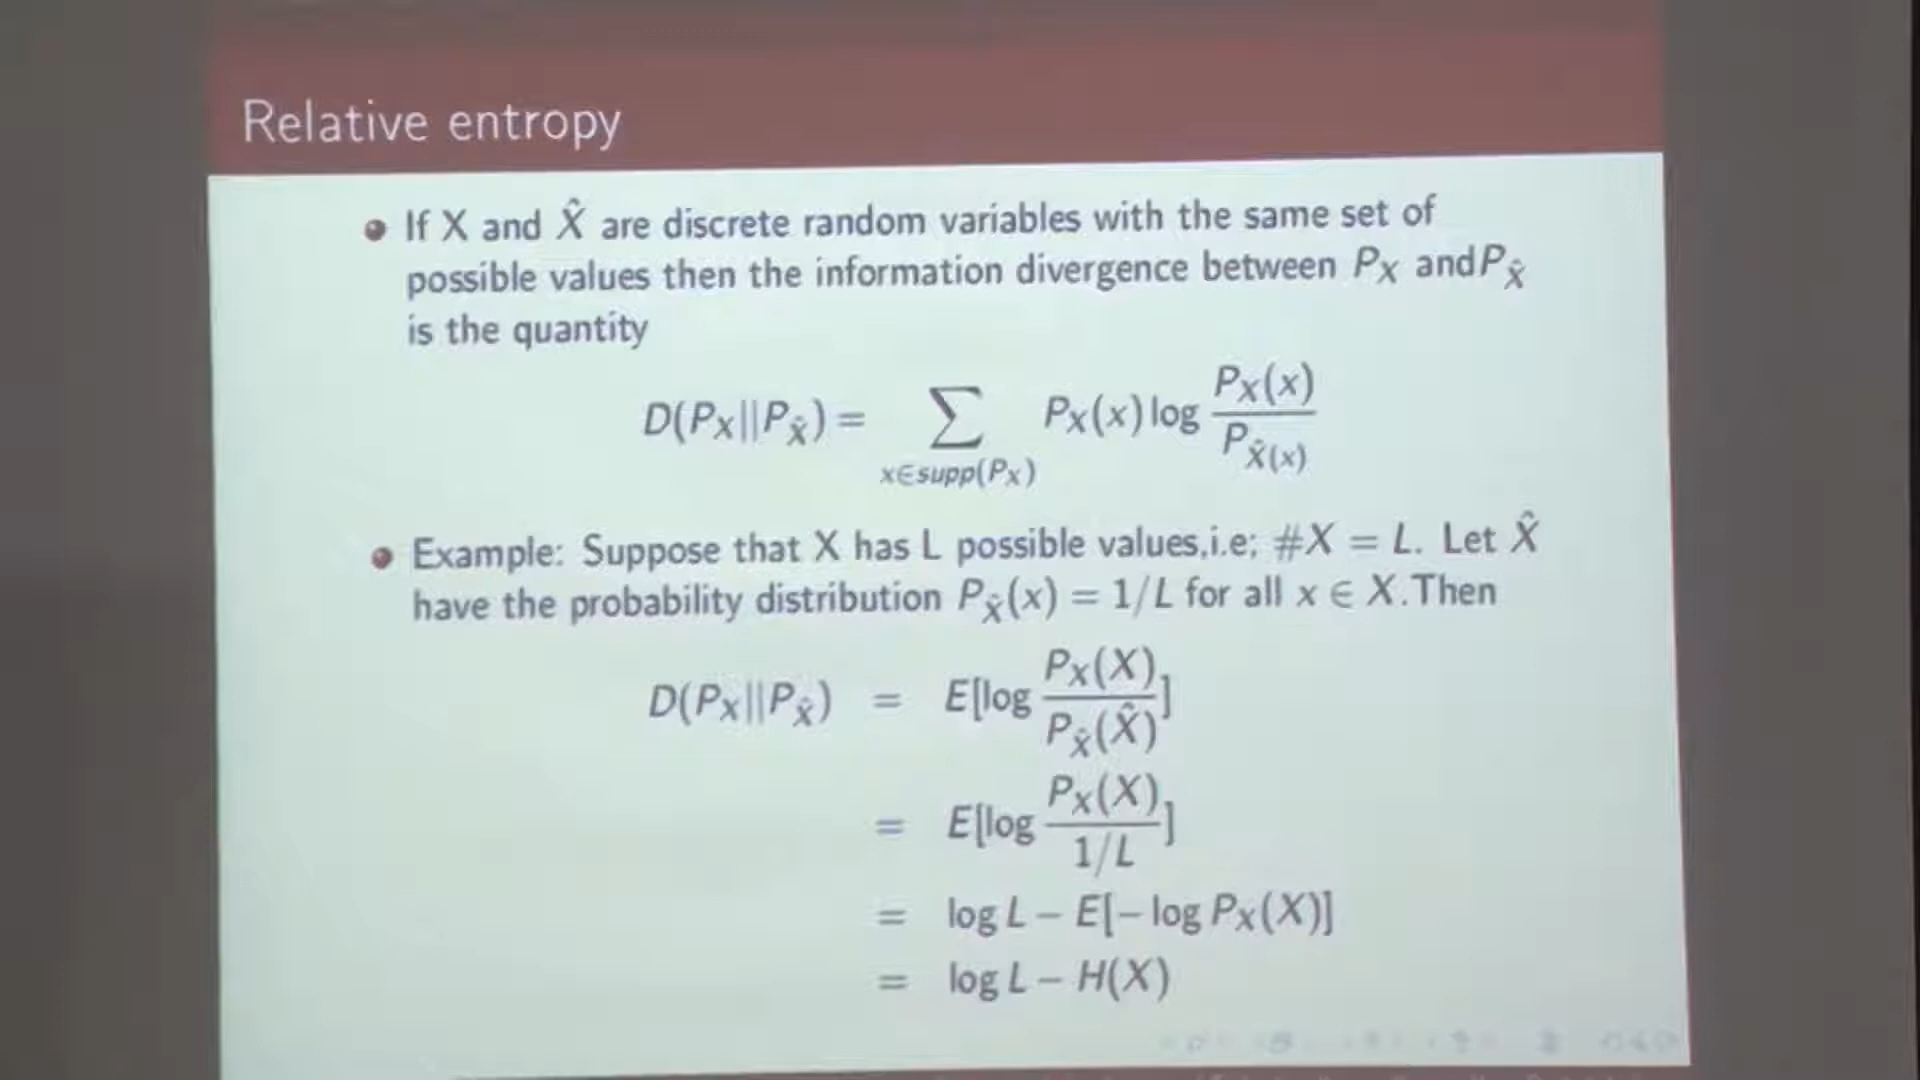 Relative entropy
If X and X̂ are discrete random variables with the same set of
possible values then the information divergence between P_X andP_X̂
is the quantity
D(P_X||P_X̂) = ∑_{x∈supp(P_X)} P_X(x) log P_X(x) / P_X̂(x)
Example: Suppose that X has L possible values,i.e; #X = L. Let X̂
have the probability distribution P_X̂(x) = 1/L for all x ∈ X.Then
D(P_X||P_X̂) = E[log P_X(X) / P_X̂(X̂)]
= E[log P_X(X) / 1/L]
= log L − E[− log P_X(X)]
= log L − H(X)